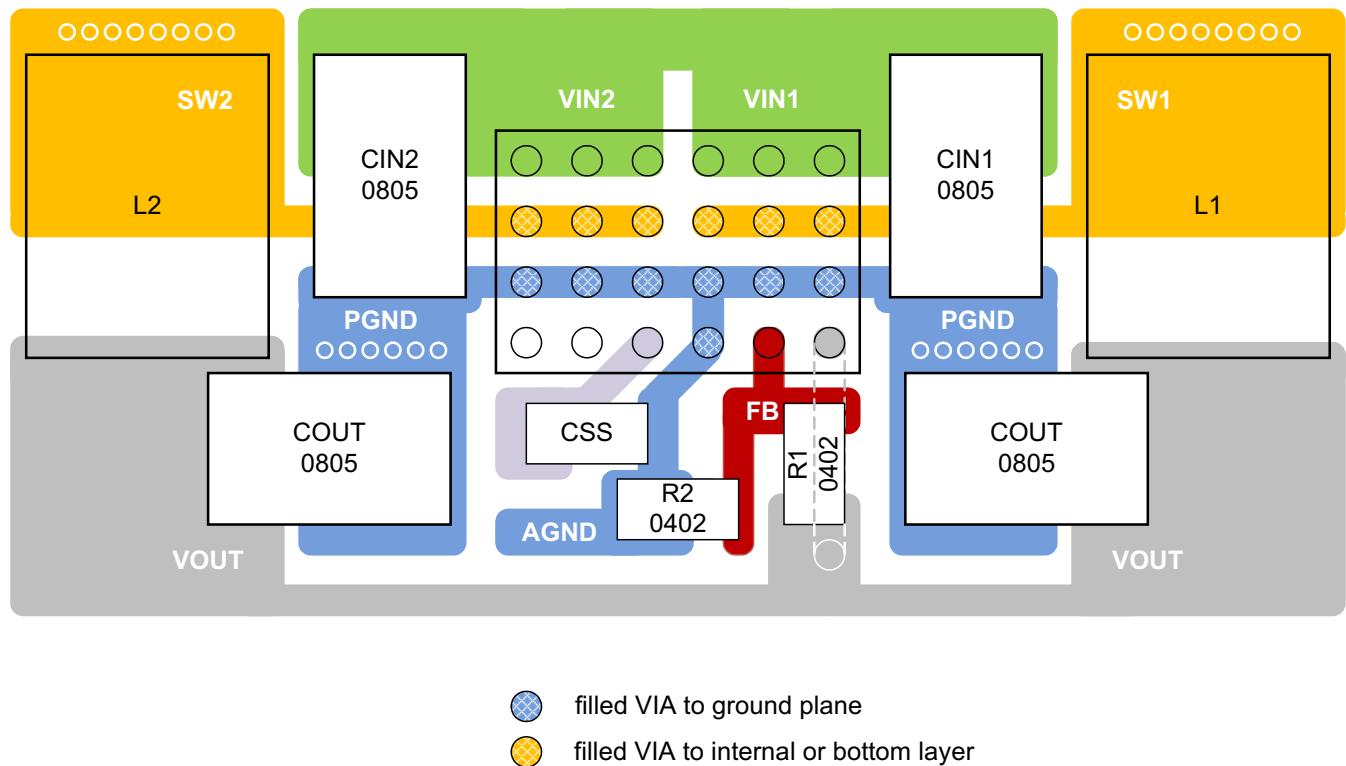 VIN2
VIN1
SW2
SW1
CIN2
0805
CIN1
0805
L2
L1
PGND
PGND
FB
COUT
0805
CSS
R1
0402
COUT
0805
R2
0402
AGND
VOUT
VOUT
filled VIA to ground plane
filled VIA to internal or bottom layer